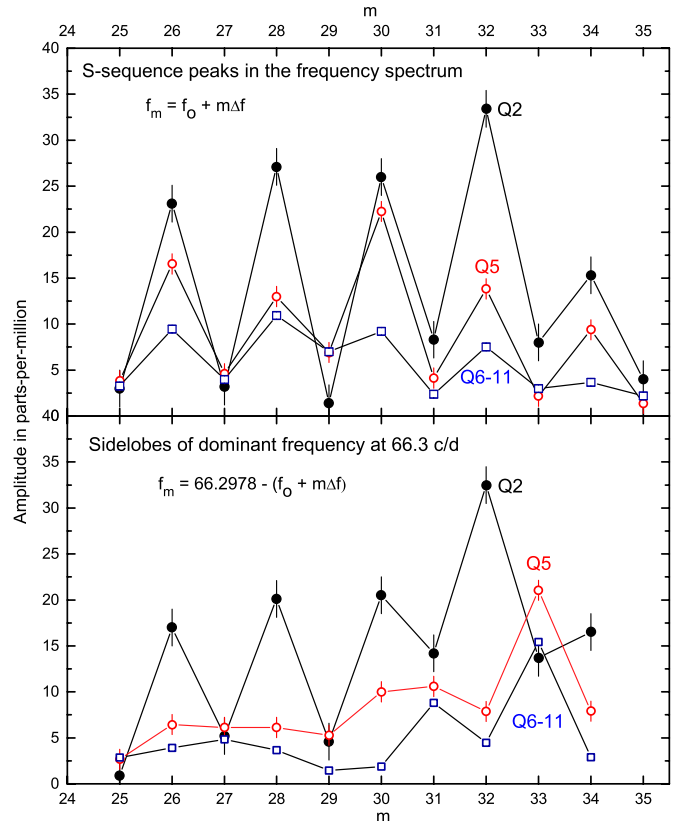 m
24 25 26 27 28 29 30 31 32 33 34 35
40
S-sequence peaks in the frequency spectrum
35
fm = fo + mΔf
Q2
30
25
20
Q5
15
10
Q6-11
5
40
Amplitude in parts-per-million
Sidelobes of dominant frequency at 66.3 c/d
35
fm = 66.2978 - (fo + mΔf)
Q2
30
25
Q5
20
15
10
Q6-11
5
0
24 25 26 27 28 29 30 31 32 33 34 35
m